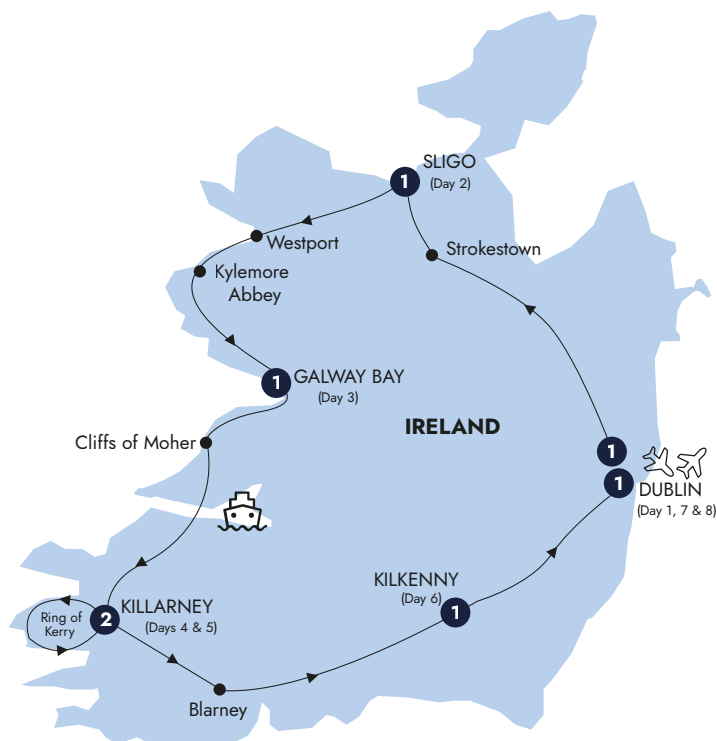 1
SLIGO
(Day 2)
Westport
Strokestown
Kylemore
Abbey
1
GALWAY BAY
(Day 3)
IRELAND
Cliffs of Moher
1
1
DUBLIN
(Day 1, 7 & 8)
KILKENNY
(Day 6)
1
Ring of
Kerry
2
KILLARNEY
(Days 4 & 5)
Blarney